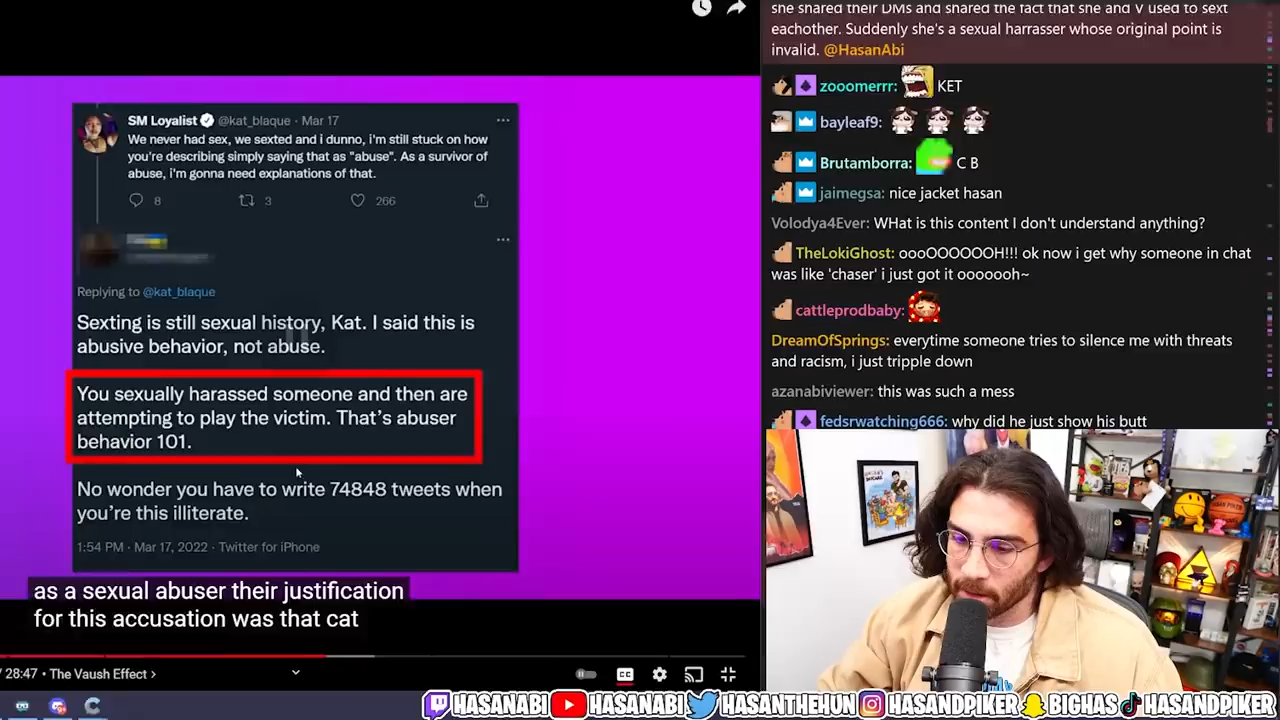 SM Loyalist @kat_blaque · Mar 17
We never had sex, we sexted and i dunno, i'm still stuck on how
you're describing simply saying that as "abuse". As a survivor of
abuse, i'm gonna need explanations of that.
8 3 266
Replying to @kat_blaque
Sexting is still sexual history, Kat. I said this is
abusive behavior, not abuse.
You sexually harassed someone and then are
attempting to play the victim. That's abuser
behavior 101.
No wonder you have to write 74848 tweets when
you're this illiterate.
1:54 PM · Mar 17, 2022 · Twitter for iPhone
as a sexual abuser their justification
for this accusation was that cat
/ 28:47 • The Vaush Effect >
CC
she shared their DMs and shared the fact that she and V used to sext
eachother. Suddenly she's a sexual harrasser whose original point is
invalid. @HasanAbi
zooomerrr: KET
bayleaf9:
Brutamborra: C B
jaimegsa: nice jacket hasan
Volodya4Ever: WHat is this content I don't understand anything?
TheLokiGhost: oooOOOOOOH!!! ok now i get why someone in chat
was like 'chaser' i just got it ooooooh~
cattleprodbaby:
DreamOfSprings: everytime someone tries to silence me with threats
and racism, i just tripple down
azanabiviewer: this was such a mess
fedsrwatching666: why did he just show his butt
HASANABI HASANABI HASANTHEHUN HASANDPIKER BIGHAS HASANDPIKER